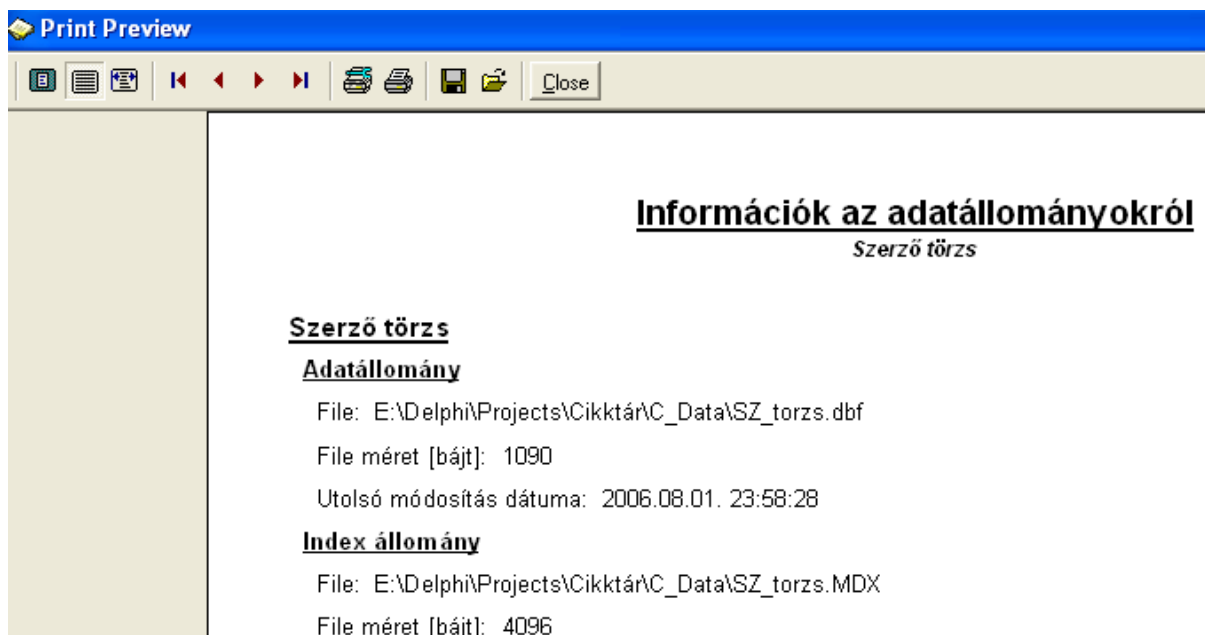 Print Preview
Close
Információk az adatállományokról
Szerző törzs
Szerző törzs
Adatállomány
File: E:\Delphi\Projects\Cikktár\C_Data\SZ_torzs.dbf
File méret [bájt]: 1090
Utolsó módosítás dátuma: 2006.08.01. 23:58:28
Index állomány
File: E:\Delphi\Projects\Cikktár\C_Data\SZ_torzs.MDX
File méret [bájt]: 4096